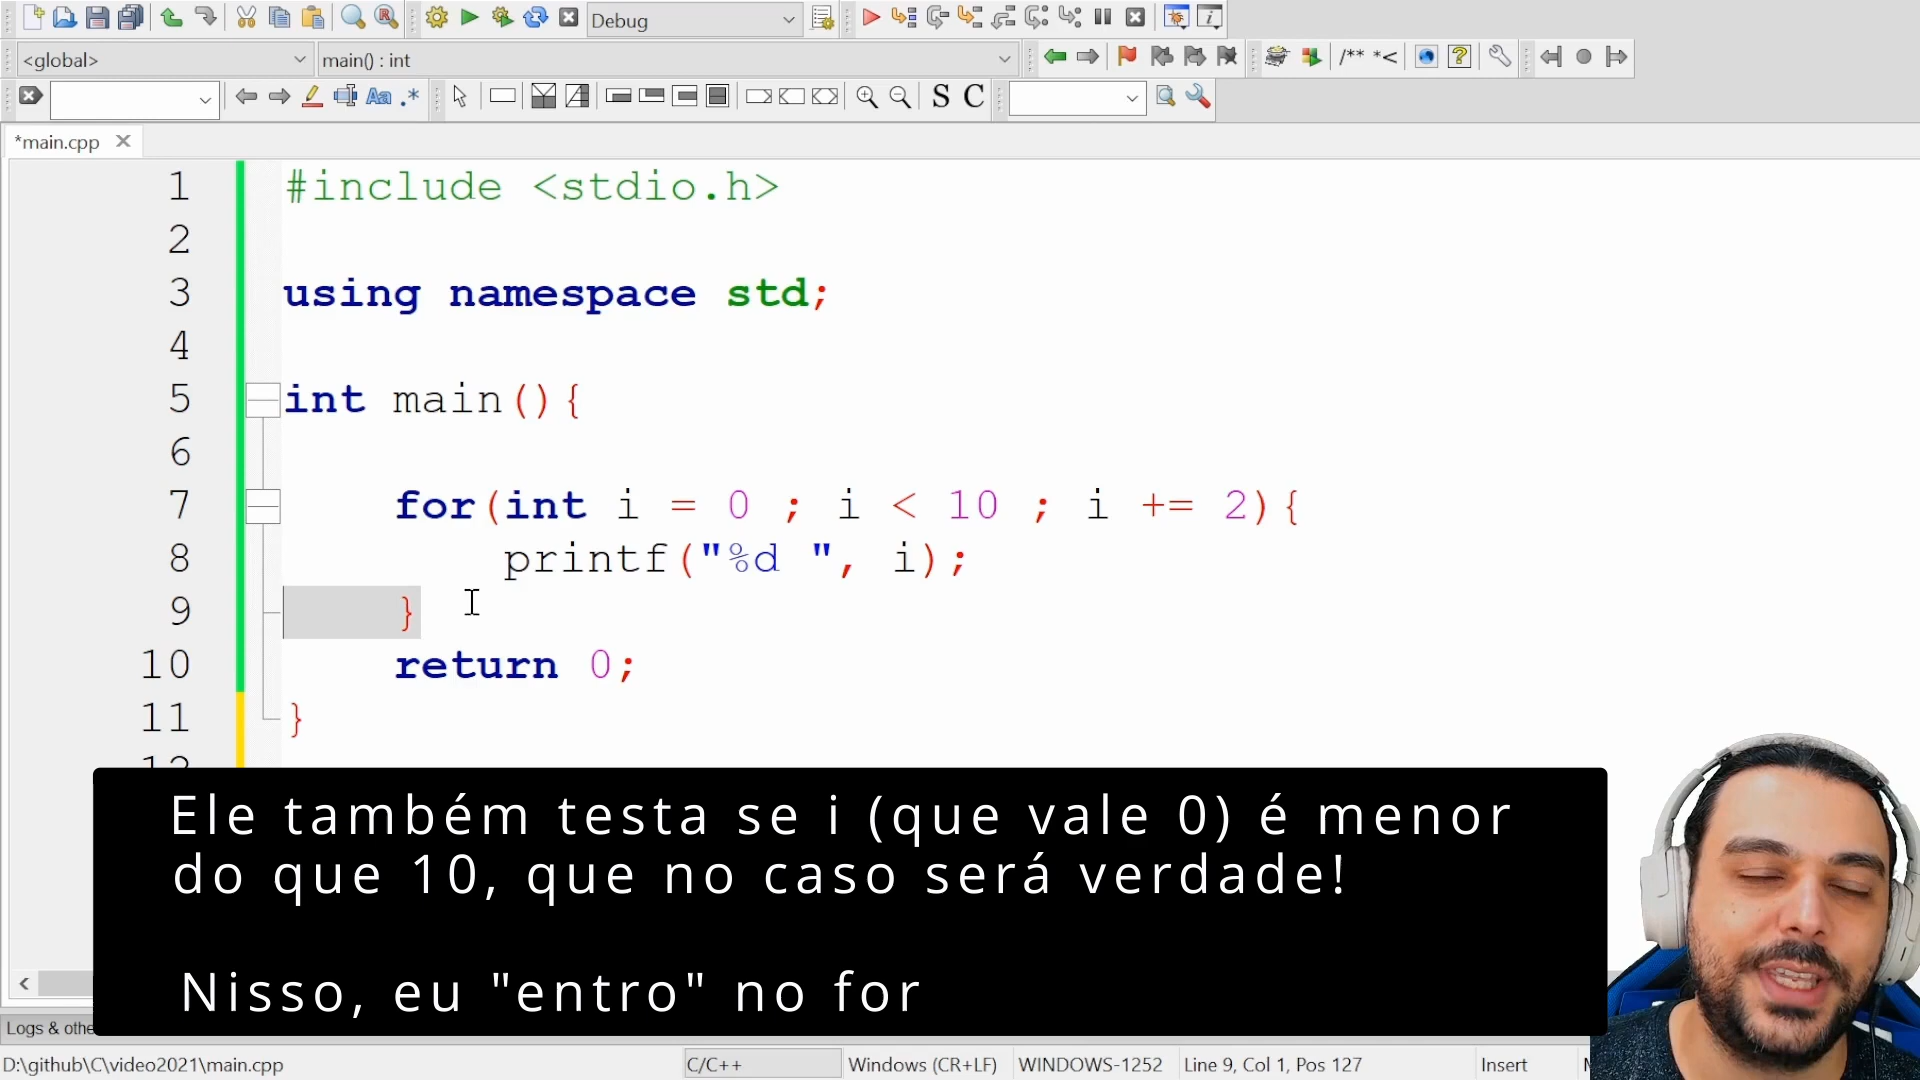 Debug
<global>
main() : int
/** *<
S C
*main.cpp
1 #include <stdio.h>
2
3 using namespace std;
4
5 int main(){
6
7 for(int i = 0 ; i < 10 ; i += 2){
8 printf("%d ", i);
9 }
10 return 0;
11 }
12
Ele também testa se i (que vale 0) é menor
do que 10, que no caso será verdade!
Nisso, eu "entro" no for
Logs & othe
D:\github\C\video2021\main.cpp
C/C++
Windows (CR+LF)
WINDOWS-1252
Line 9, Col 1, Pos 127
Insert